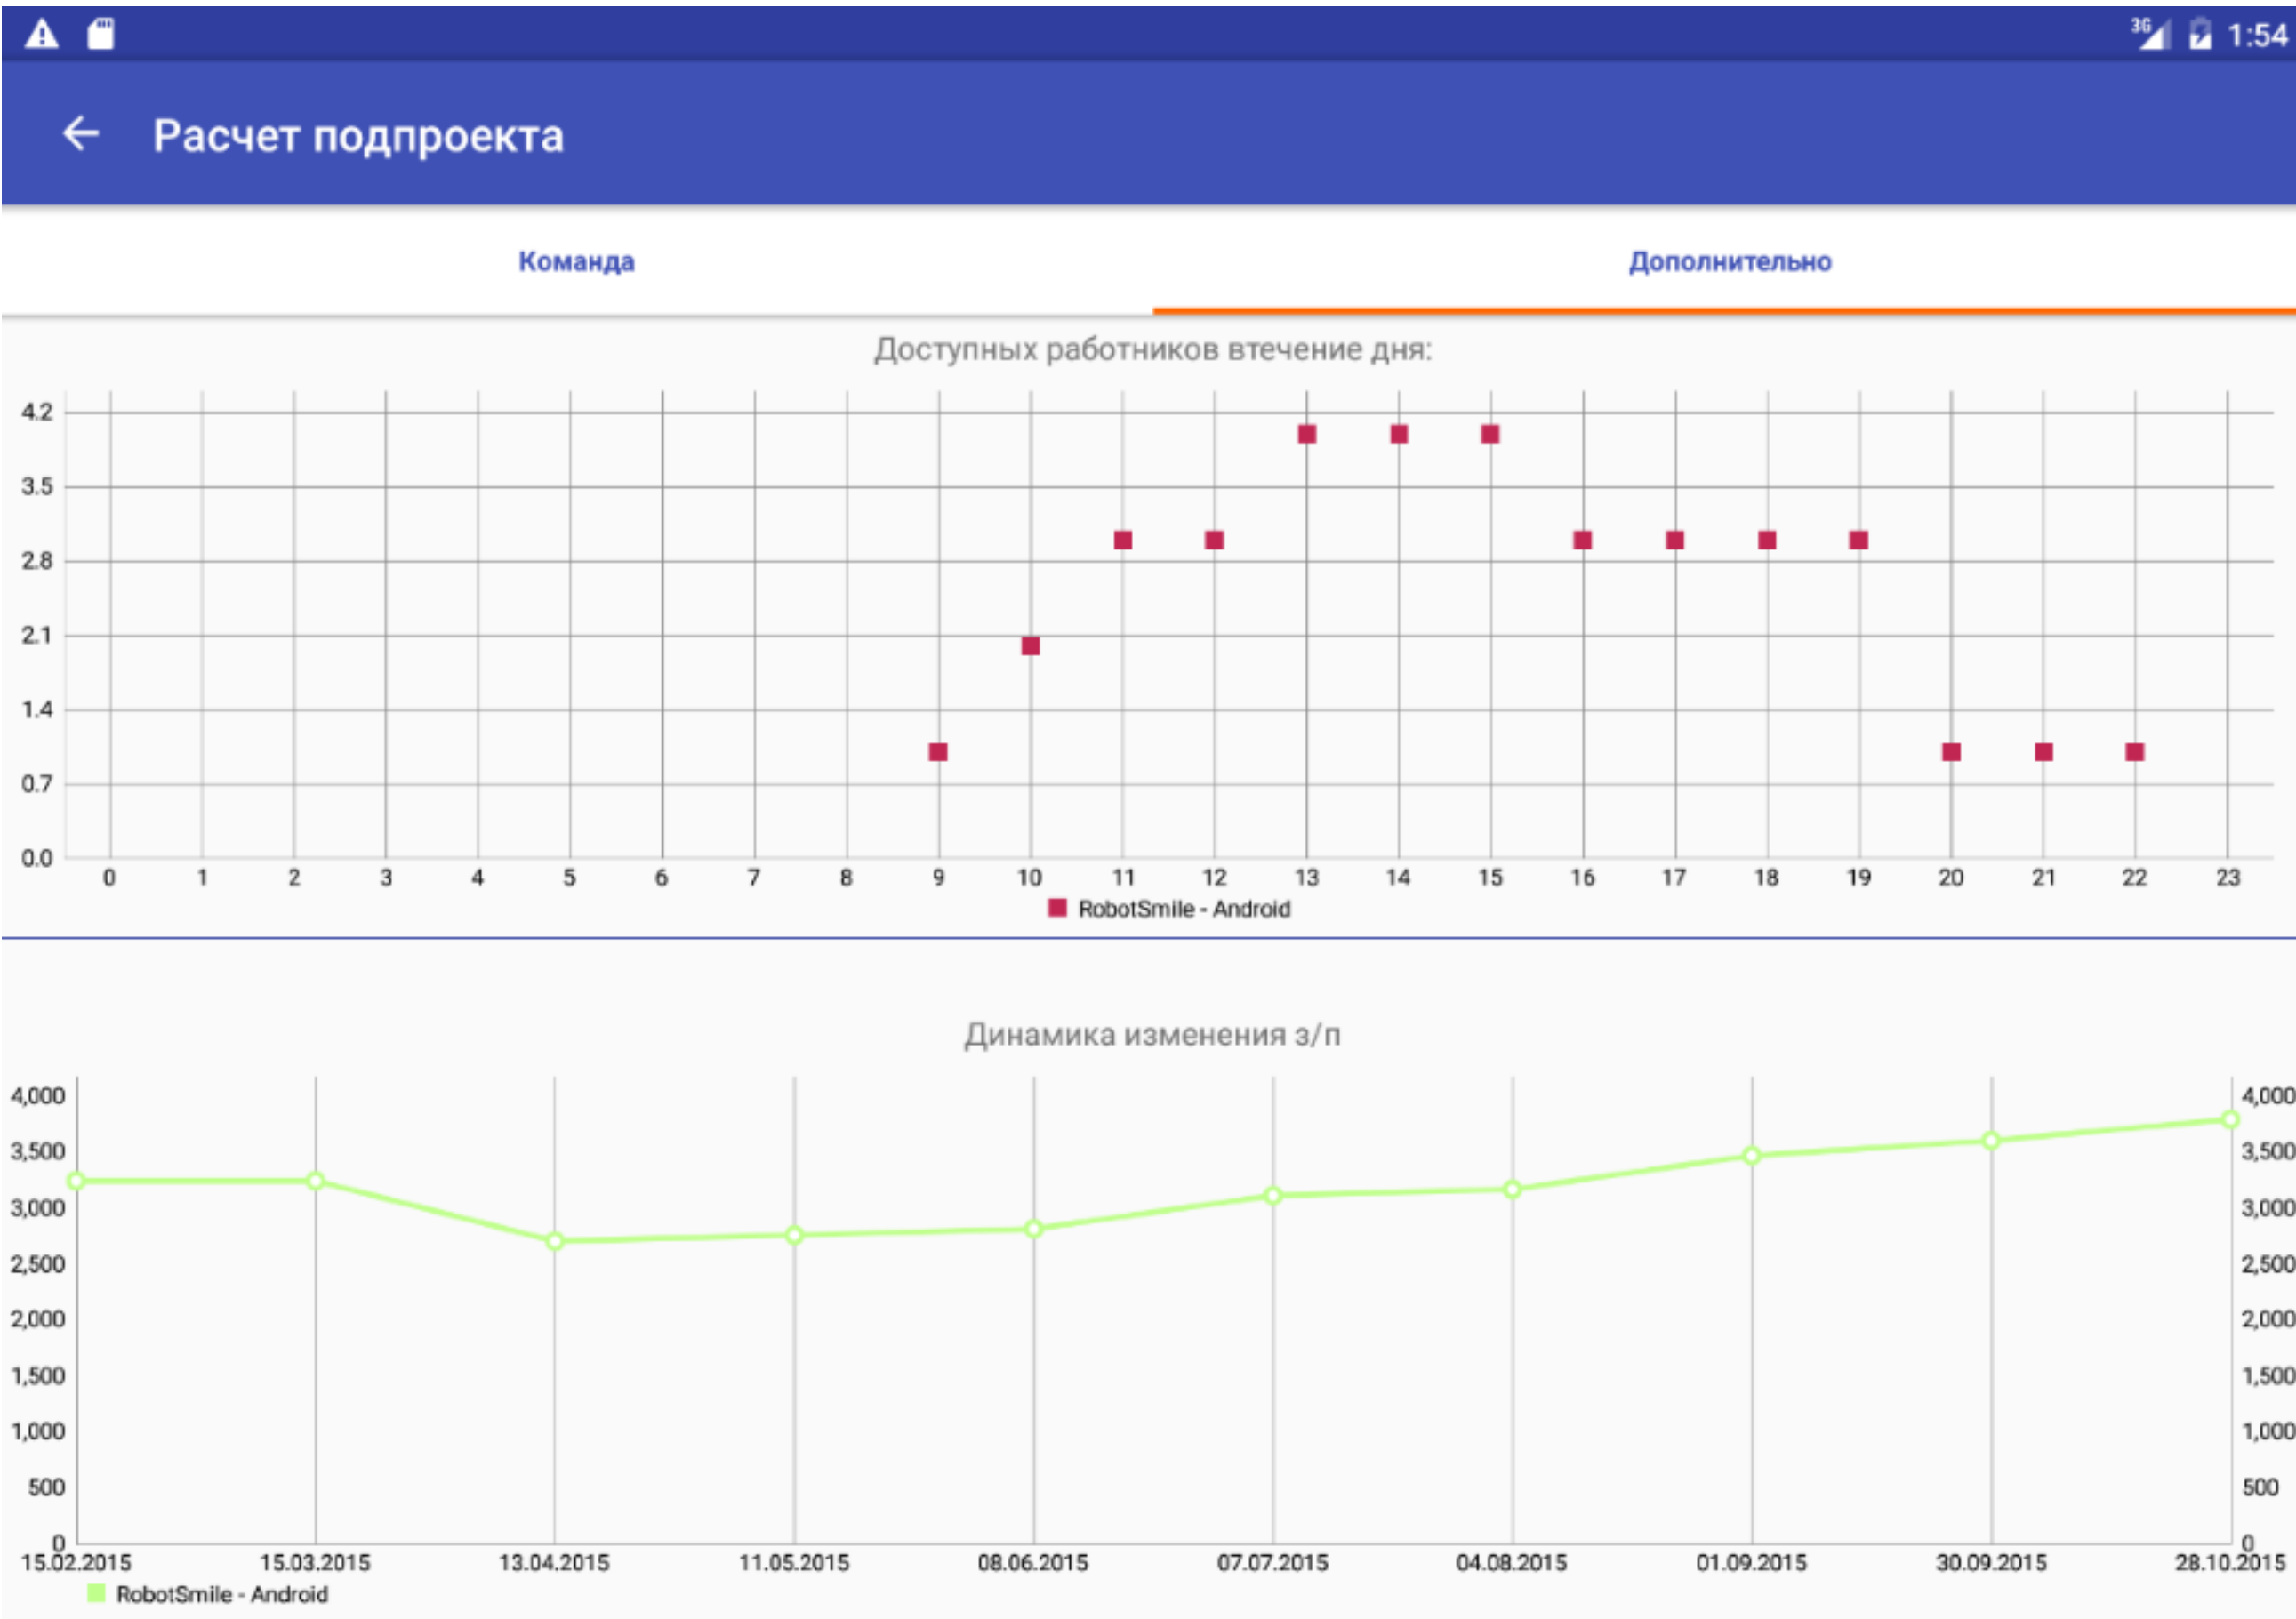 3G 1:54
Расчет подпроекта
Команда Дополнительно
Доступных работников втечение дня:
4.2
3.5
2.8
2.1
1.4
0.7
0.0
0 1 2 3 4 5 6 7 8 9 10 11 12 13 14 15 16 17 18 19 20 21 22 23
RobotSmile - Android
Динамика изменения з/п
4,000 4,000
3,500 3,500
3,000 3,000
2,500 2,500
2,000 2,000
1,500 1,500
1,000 1,000
500 500
0 0
15.02.2015 15.03.2015 13.04.2015 11.05.2015 08.06.2015 07.07.2015 04.08.2015 01.09.2015 30.09.2015 28.10.2015
RobotSmile - Android